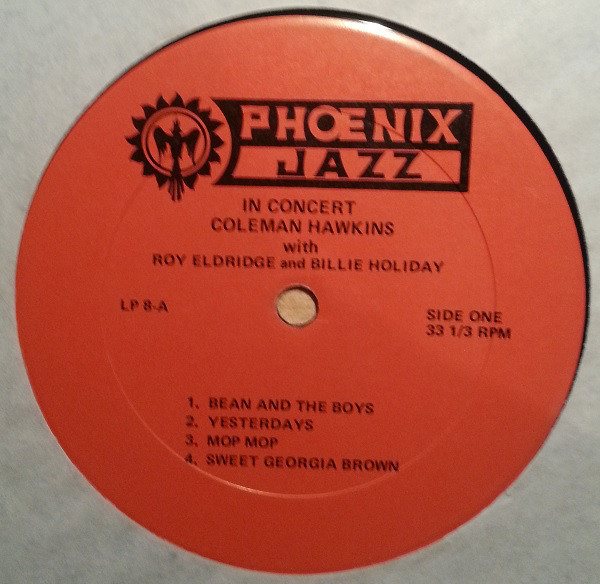 PHŒNIX
JAZZ
IN CONCERT
COLEMAN HAWKINS
with
ROY ELDRIDGE and BILLIE HOLIDAY
LP 8-A
SIDE ONE
33 1/3 RPM
1. BEAN AND THE BOYS
2. YESTERDAYS
3. MOP MOP
4. SWEET GEORGIA BROWN